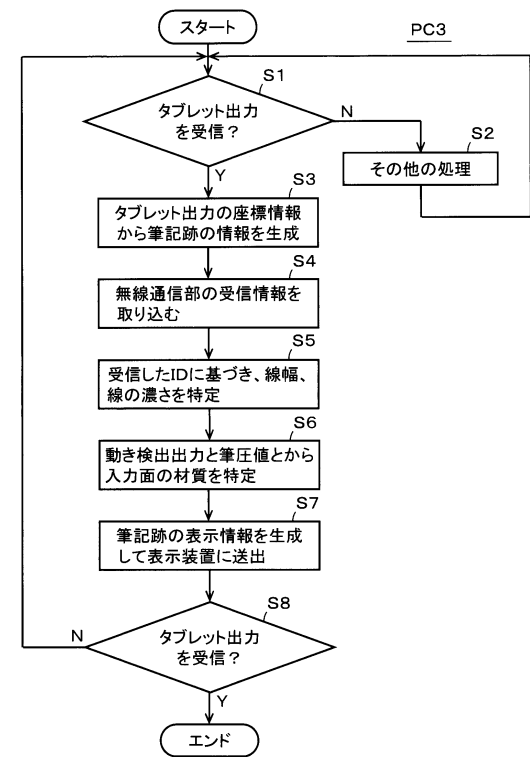 スタート
PC3
S1
タブレット出力
を受信？
N
S2
その他の処理
Y
S3
タブレット出力の座標情報
から筆記跡の情報を生成
S4
無線通信部の受信情報を
取り込む
S5
受信したIDに基づき、線幅、
線の濃さを特定
S6
動き検出出力と筆圧値とから
入力面の材質を特定
S7
筆記跡の表示情報を生成
して表示装置に送出
S8
N
タブレット出力
を受信？
Y
エンド